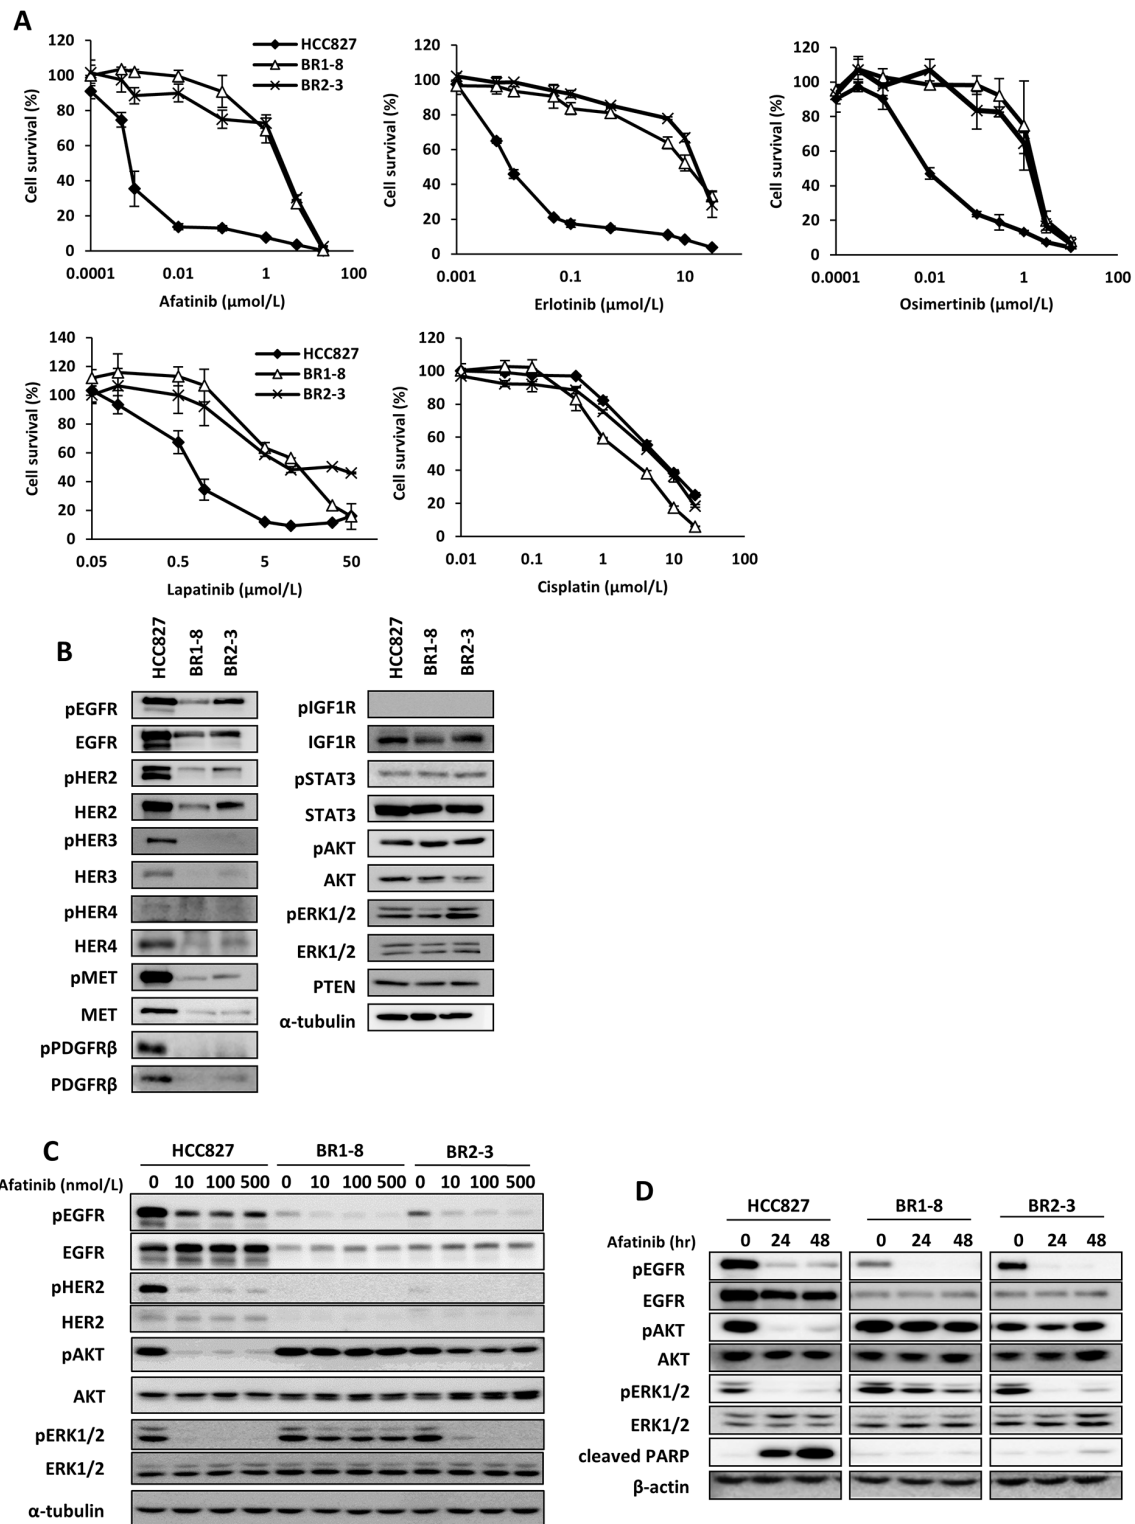 A
HCC827
BR1-8
BR2-3
Cell survival (%)
120
100
80
60
40
20
0
0.0001 0.01 1 100
Afatinib (μmol/L)
Cell survival (%)
120
100
80
60
40
20
0
0.001 0.1 10
Erlotinib (μmol/L)
Cell survival (%)
120
100
80
60
40
20
0
0.0001 0.01 1 100
Osimertinib (μmol/L)
HCC827
BR1-8
BR2-3
Cell survival (%)
140
120
100
80
60
40
20
0
0.05 0.5 5 50
Lapatinib (μmol/L)
Cell survival (%)
120
100
80
60
40
20
0
0.01 0.1 1 10 100
Cisplatin (μmol/L)
B
HCC827 BR1-8 BR2-3
pEGFR
EGFR
pHER2
HER2
pHER3
HER3
pHER4
HER4
pMET
MET
pPDGFRβ
PDGFRβ
HCC827 BR1-8 BR2-3
pIGF1R
IGF1R
pSTAT3
STAT3
pAKT
AKT
pERK1/2
ERK1/2
PTEN
α-tubulin
C
HCC827 BR1-8 BR2-3
Afatinib (nmol/L) 0 10 100 500 0 10 100 500 0 10 100 500
pEGFR
EGFR
pHER2
HER2
pAKT
AKT
pERK1/2
ERK1/2
α-tubulin
D
HCC827 BR1-8 BR2-3
Afatinib (hr) 0 24 48 0 24 48 0 24 48
pEGFR
EGFR
pAKT
AKT
pERK1/2
ERK1/2
cleaved PARP
β-actin